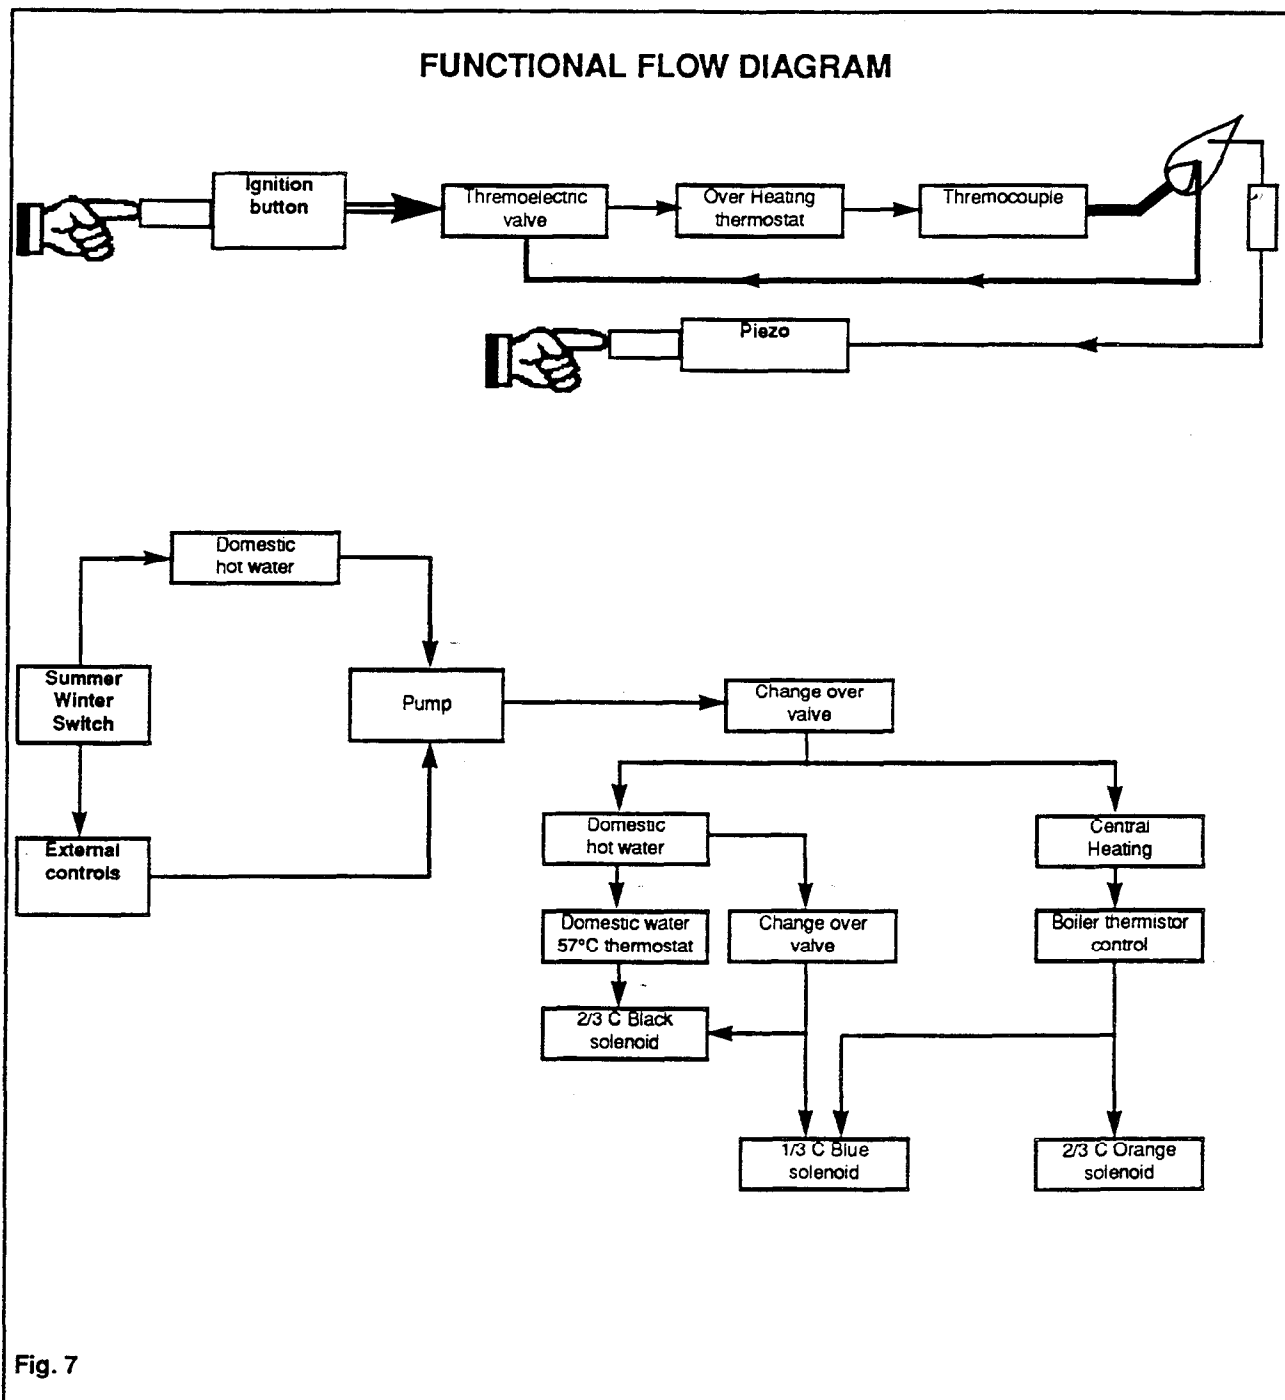 FUNCTIONAL FLOW DIAGRAM
Ignition
button
Thremoelectric
valve
Over Heating
thermostat
Thremocouple
Piezo
Domestic
hot water
Summer
Winter
Switch
Pump
Change over
valve
External
controls
Domestic
hot water
Central
Heating
Domestic water
57°C thermostat
Change over
valve
Boiler thermistor
control
2/3 C Black
solenoid
1/3 C Blue
solenoid
2/3 C Orange
solenoid
Fig. 7